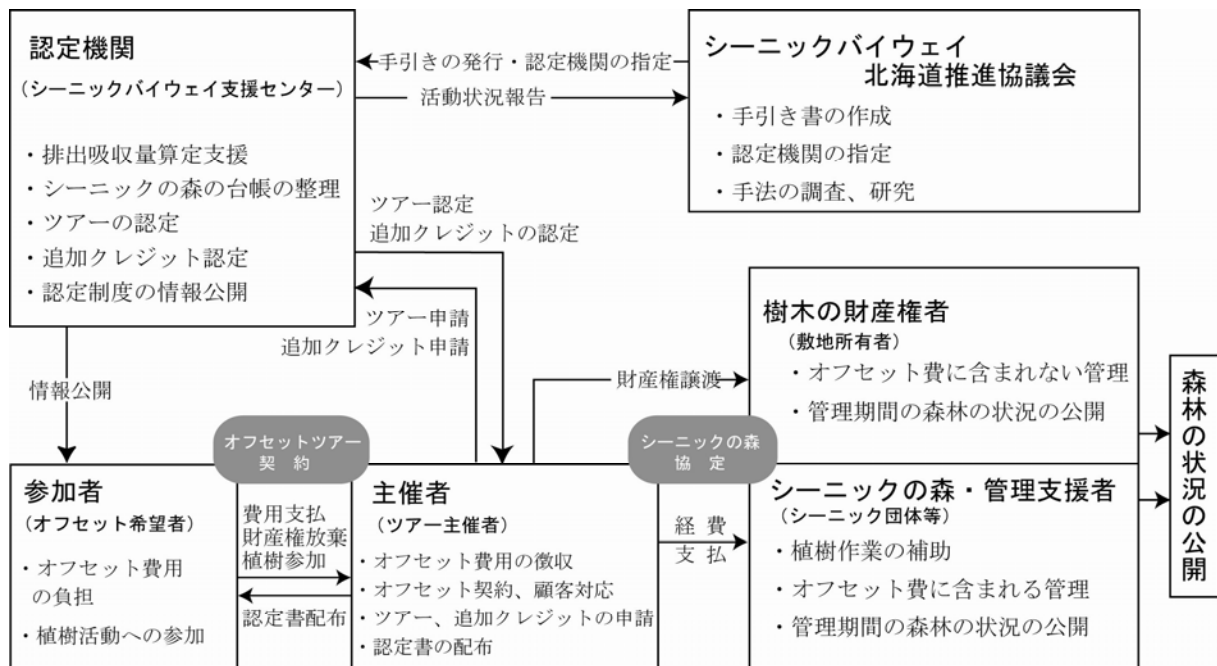 認定機関
(シーニックバイウェイ支援センター)
・排出吸収量算定支援
・シーニックの森の台帳の整理
・ツアーの認定
・追加クレジット認定
・認定制度の情報公開
手引きの発行・認定機関の指定
活動状況報告
シーニックバイウェイ
北海道推進協議会
・手引き書の作成
・認定機関の指定
・手法の調査、研究
ツアー認定
追加クレジットの認定
ツアー申請
追加クレジット申請
情報公開
財産権譲渡
樹木の財産権者
(敷地所有者)
・オフセット費に含まれない管理
・管理期間の森林の状況の公開
森林の状況の公開
オフセットツアー
契約
シーニックの森
協定
参加者
(オフセット希望者)
・オフセット費用
の負担
・植樹活動への参加
費用支払
財産権放棄
植樹参加
認定書配布
主催者
(ツアー主催者)
・オフセット費用の徴収
・オフセット契約、顧客対応
・ツアー、追加クレジットの申請
・認定書の配布
経費
支払
シーニックの森・管理支援者
(シーニック団体等)
・植樹作業の補助
・オフセット費に含まれる管理
・管理期間の森林の状況の公開